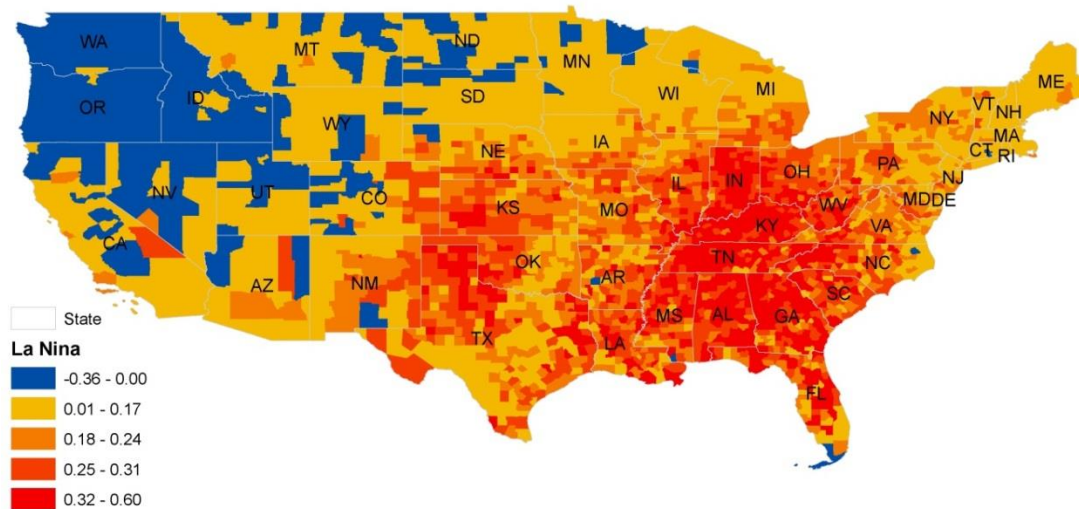 WA
MT
ND
MN
ME
OR
ID
SD
WI
MI
NY
VT
NH
MA
CT
RI
WY
NE
IA
PA
NJ
NV
UT
CO
IL
IN
OH
MD
DE
KS
MO
WV
VA
CA
KY
AZ
NM
OK
AR
TN
NC
SC
TX
LA
MS
AL
GA
FL
State
La Nina
-0.36 - 0.00
0.01 - 0.17
0.18 - 0.24
0.25 - 0.31
0.32 - 0.60